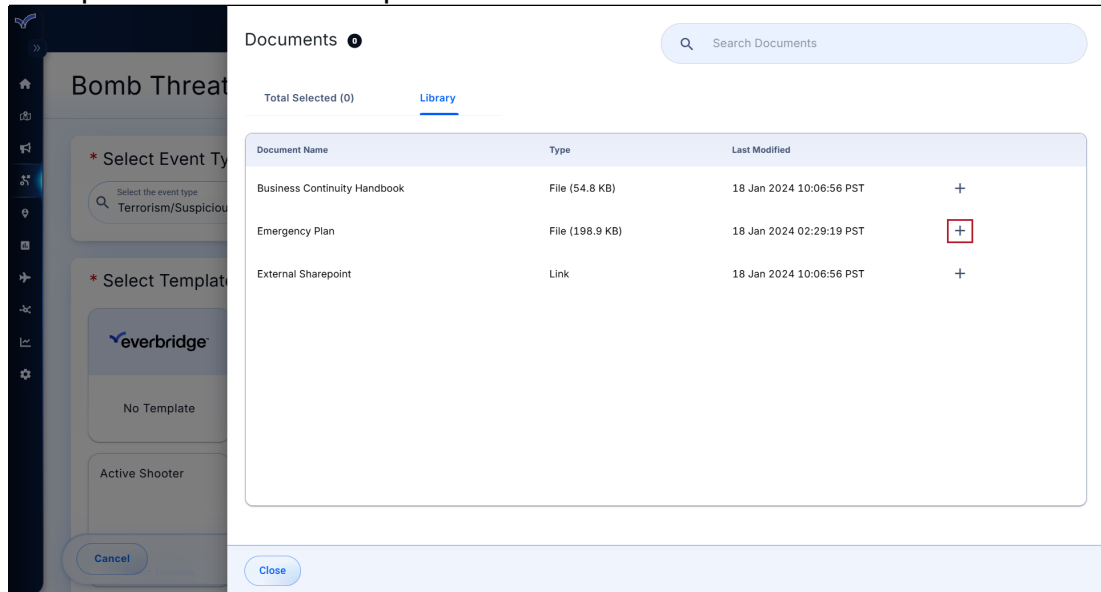 Documents 0
Search Documents
Total Selected (0) Library
Document Name Type Last Modified
Business Continuity Handbook File (54.8 KB) 18 Jan 2024 10:06:56 PST +
Emergency Plan File (198.9 KB) 18 Jan 2024 02:29:19 PST +
External Sharepoint Link 18 Jan 2024 10:06:56 PST +
Close
Bomb Threat
* Select Event Ty
Select the event type
Terrorism/Suspiciou
* Select Templat
everbridge
No Template
Active Shooter
Cancel